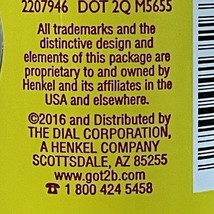 2207946 DOT 2Q M5655
All trademarks and the
distinctive design and
elements of this package are
proprietary to and owned by
Henkel and its affiliates in the
USA and elsewhere.
©2016 and Distributed by
THE DIAL CORPORATION,
A HENKEL COMPANY
SCOTTSDALE, AZ 85255
www.got2b.com
☎ 1 800 424 5458